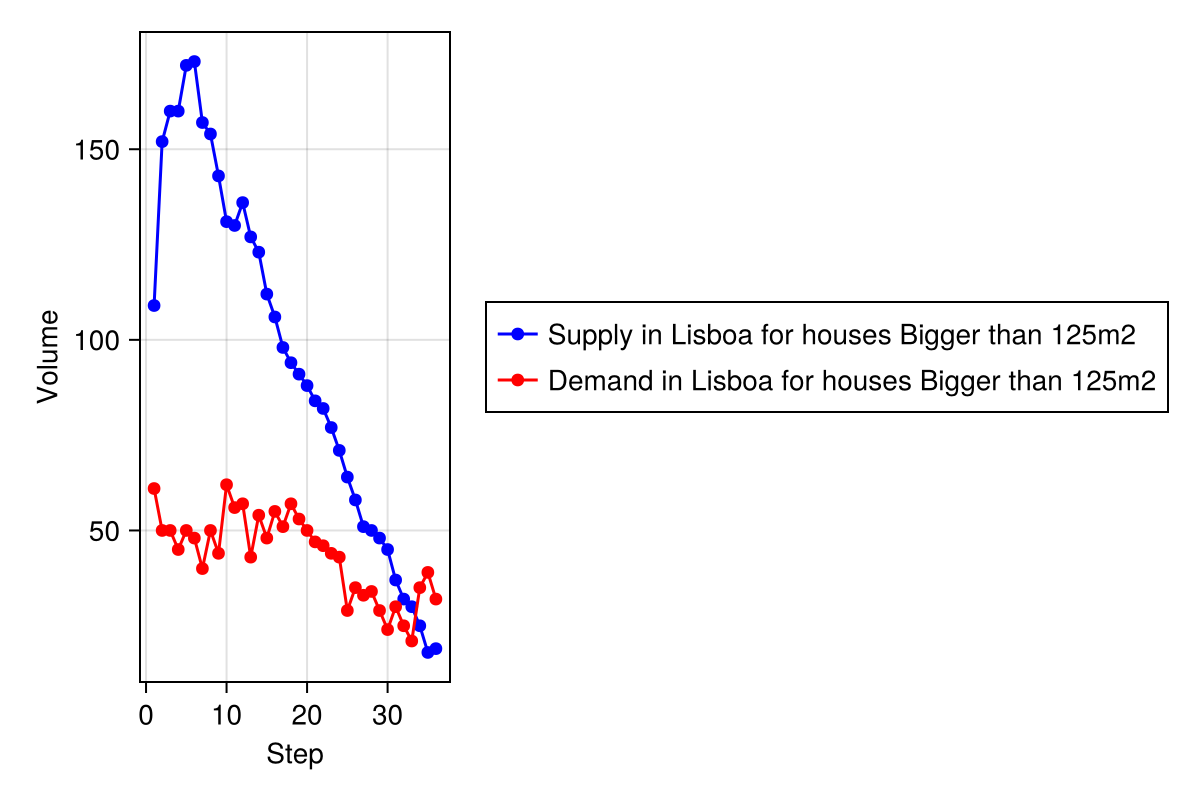 150
100
50
Volume
0 10 20 30
Step
Supply in Lisboa for houses Bigger than 125m2
Demand in Lisboa for houses Bigger than 125m2